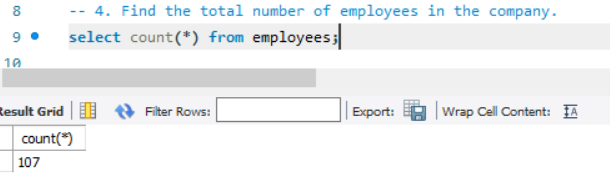 8 -- 4. Find the total number of employees in the company.
9 select count(*) from employees;
10
Result Grid Filter Rows: Export: Wrap Cell Content: IA
count(*)
107